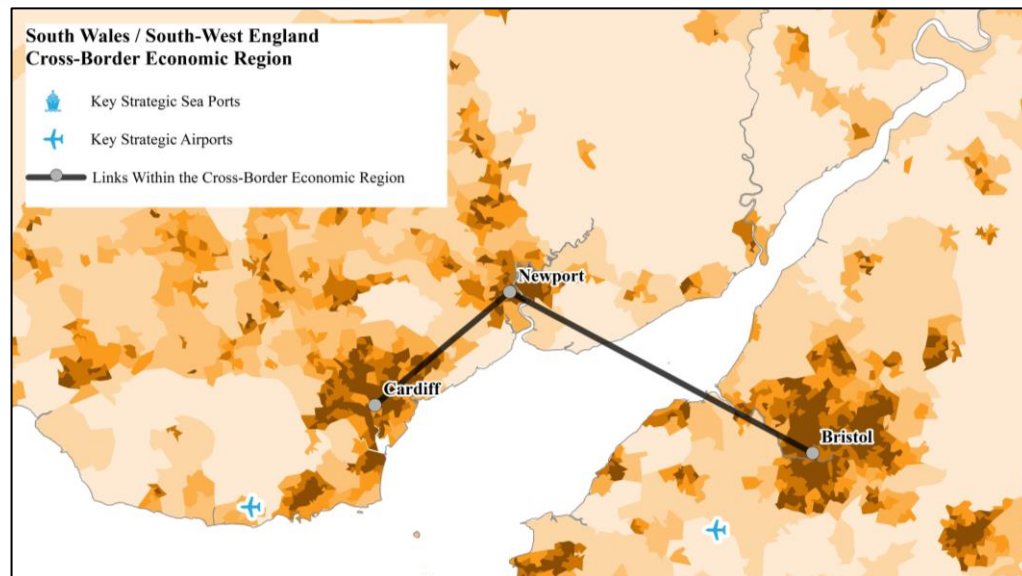 South Wales / South-West England
Cross-Border Economic Region
Key Strategic Sea Ports
Key Strategic Airports
Links Within the Cross-Border Economic Region
Newport
Cardiff
Bristol